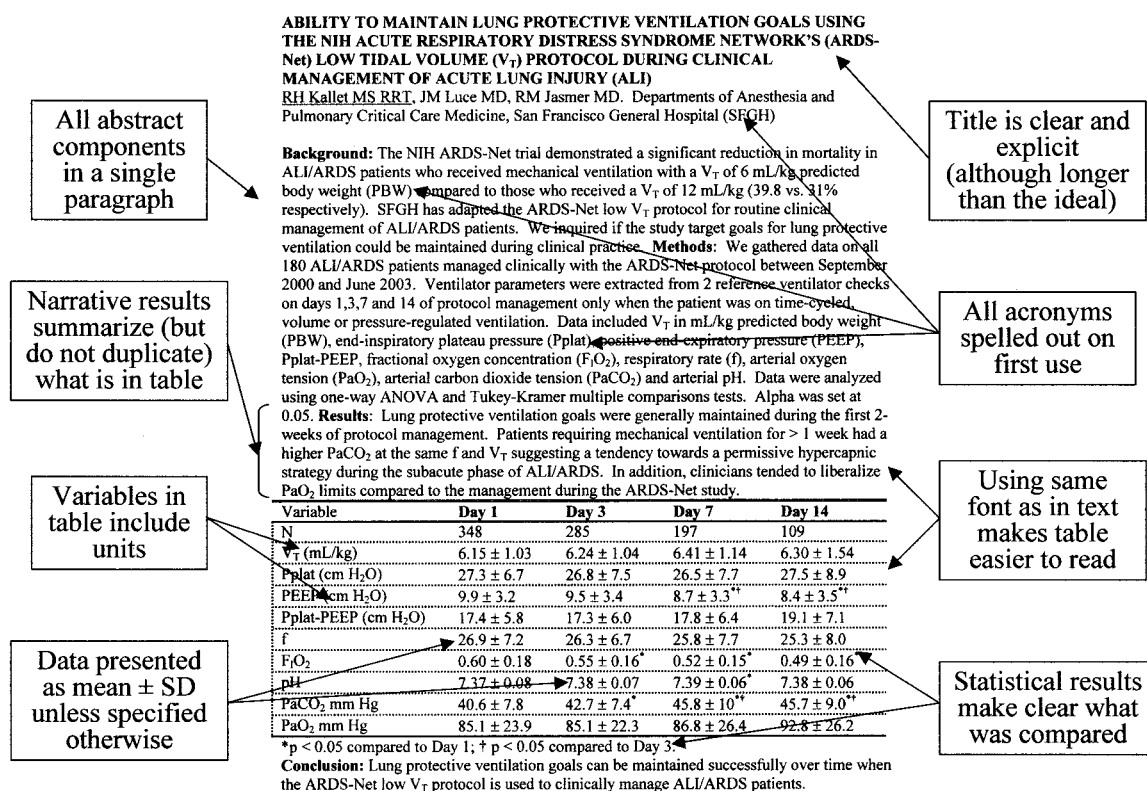 ABILITY TO MAINTAIN LUNG PROTECTIVE VENTILATION GOALS USING
THE NIH ACUTE RESPIRATORY DISTRESS SYNDROME NETWORK'S (ARDS-
Net) LOW TIDAL VOLUME (VT) PROTOCOL DURING CLINICAL
MANAGEMENT OF ACUTE LUNG INJURY (ALI)
RH Kallet MS RRT, JM Luce MD, RM Jasmer MD. Departments of Anesthesia and
Pulmonary Critical Care Medicine, San Francisco General Hospital (SFGH)
Background: The NIH ARDS-Net trial demonstrated a significant reduction in mortality in
ALI/ARDS patients who received mechanical ventilation with a VT of 6 mL/kg predicted
body weight (PBW) compared to those who received a VT of 12 mL/kg (39.8 vs. 31%
respectively). SFGH has adapted the ARDS-Net low VT protocol for routine clinical
management of ALI/ARDS patients. We inquired if the study target goals for lung protective
ventilation could be maintained during clinical practice. Methods: We gathered data on all
180 ALI/ARDS patients managed clinically with the ARDS-Net protocol between September
2000 and June 2003. Ventilator parameters were extracted from 2 reference ventilator checks
on days 1,3,7 and 14 of protocol management only when the patient was on time-cycled,
volume or pressure-regulated ventilation. Data included VT in mL/kg predicted body weight
(PBW), end-inspiratory plateau pressure (Pplat), positive end-expiratory pressure (PEEP),
Pplat-PEEP, fractional oxygen concentration (FIO2), respiratory rate (f), arterial oxygen
tension (PaO2), arterial carbon dioxide tension (PaCO2) and arterial pH. Data were analyzed
using one-way ANOVA and Tukey-Kramer multiple comparisons tests. Alpha was set at
0.05. Results: Lung protective ventilation goals were generally maintained during the first 2-
weeks of protocol management. Patients requiring mechanical ventilation for > 1 week had a
higher PaCO2 at the same f and VT suggesting a tendency towards a permissive hypercapnic
strategy during the subacute phase of ALI/ARDS. In addition, clinicians tended to liberalize
PaO2 limits compared to the management during the ARDS-Net study.
Variable Day 1 Day 3 Day 7 Day 14
N 348 285 197 109
VT (mL/kg) 6.15 ± 1.03 6.24 ± 1.04 6.41 ± 1.14 6.30 ± 1.54
Pplat (cm H2O) 27.3 ± 6.7 26.8 ± 7.5 26.5 ± 7.7 27.5 ± 8.9
PEEP (cm H2O) 9.9 ± 3.2 9.5 ± 3.4 8.7 ± 3.3*† 8.4 ± 3.5*†
Pplat-PEEP (cm H2O) 17.4 ± 5.8 17.3 ± 6.0 17.8 ± 6.4 19.1 ± 7.1
f 26.9 ± 7.2 26.3 ± 6.7 25.8 ± 7.7 25.3 ± 8.0
FIO2 0.60 ± 0.18 0.55 ± 0.16* 0.52 ± 0.15* 0.49 ± 0.16*
pH 7.37 ± 0.08 7.38 ± 0.07 7.39 ± 0.06* 7.38 ± 0.06
PaCO2 mm Hg 40.6 ± 7.8 42.7 ± 7.4* 45.8 ± 10*† 45.7 ± 9.0*†
PaO2 mm Hg 85.1 ± 23.9 85.1 ± 22.3 86.8 ± 26.4 92.8 ± 26.2
*p < 0.05 compared to Day 1; † p < 0.05 compared to Day 3.
Conclusion: Lung protective ventilation goals can be maintained successfully over time when
the ARDS-Net low VT protocol is used to clinically manage ALI/ARDS patients.
All abstract
components
in a single
paragraph
Narrative results
summarize (but
do not duplicate)
what is in table
Variables in
table include
units
Data presented
as mean ± SD
unless specified
otherwise
Title is clear and
explicit
(although longer
than the ideal)
All acronyms
spelled out on
first use
Using same
font as in text
makes table
easier to read
Statistical results
make clear what
was compared